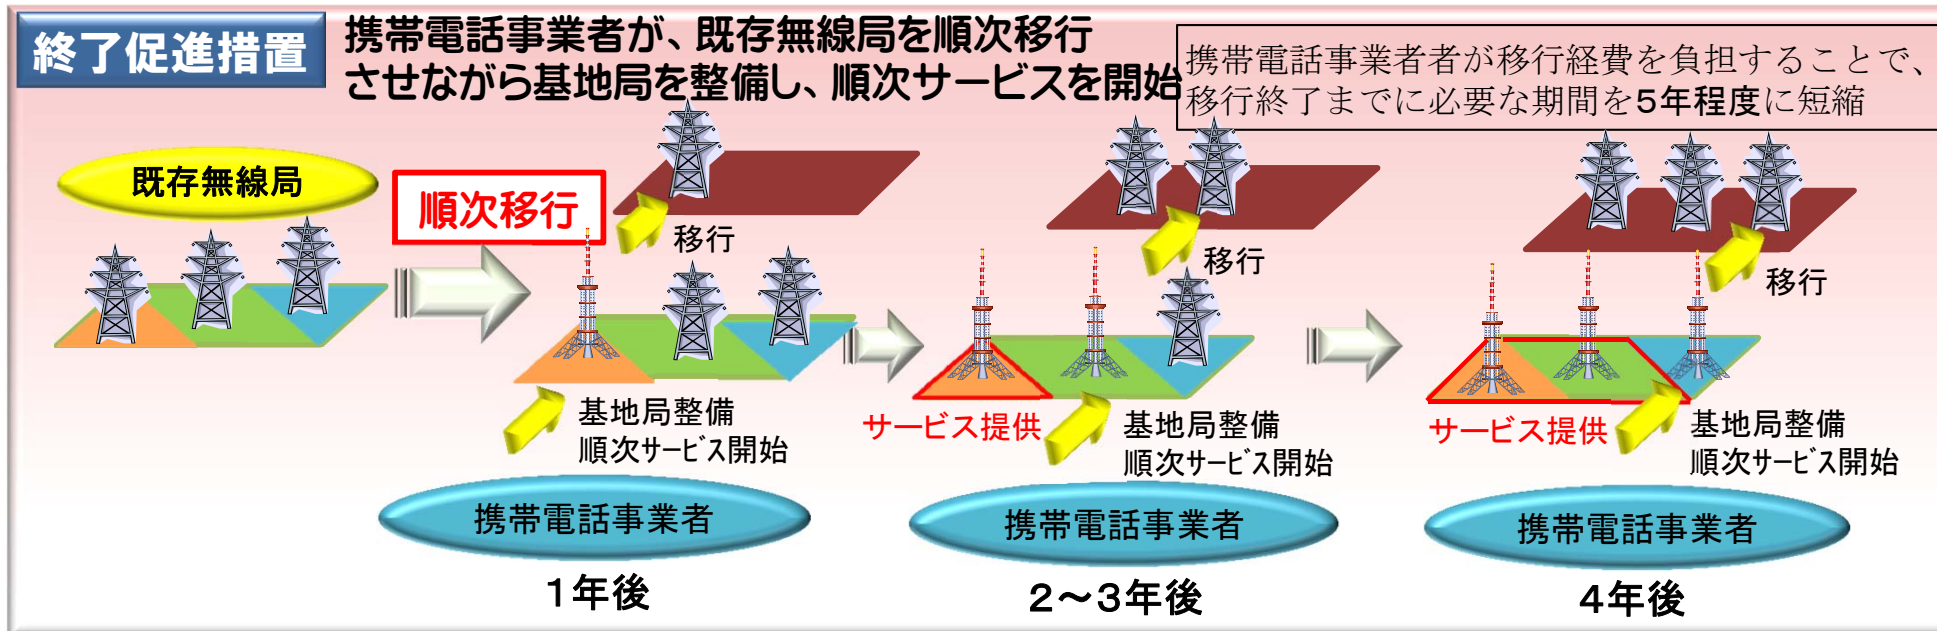 終了促進措置
携帯電話事業者が、既存無線局を順次移行
させながら基地局を整備し、順次サービスを開始
携帯電話事業者者が移行経費を負担することで、
移行終了までに必要な期間を5年程度に短縮
既存無線局
順次移行
移行
移行
移行
基地局整備
順次サービス開始
サービス提供
基地局整備
順次サービス開始
サービス提供
基地局整備
順次サービス開始
携帯電話事業者
携帯電話事業者
携帯電話事業者
1年後
2～3年後
4年後